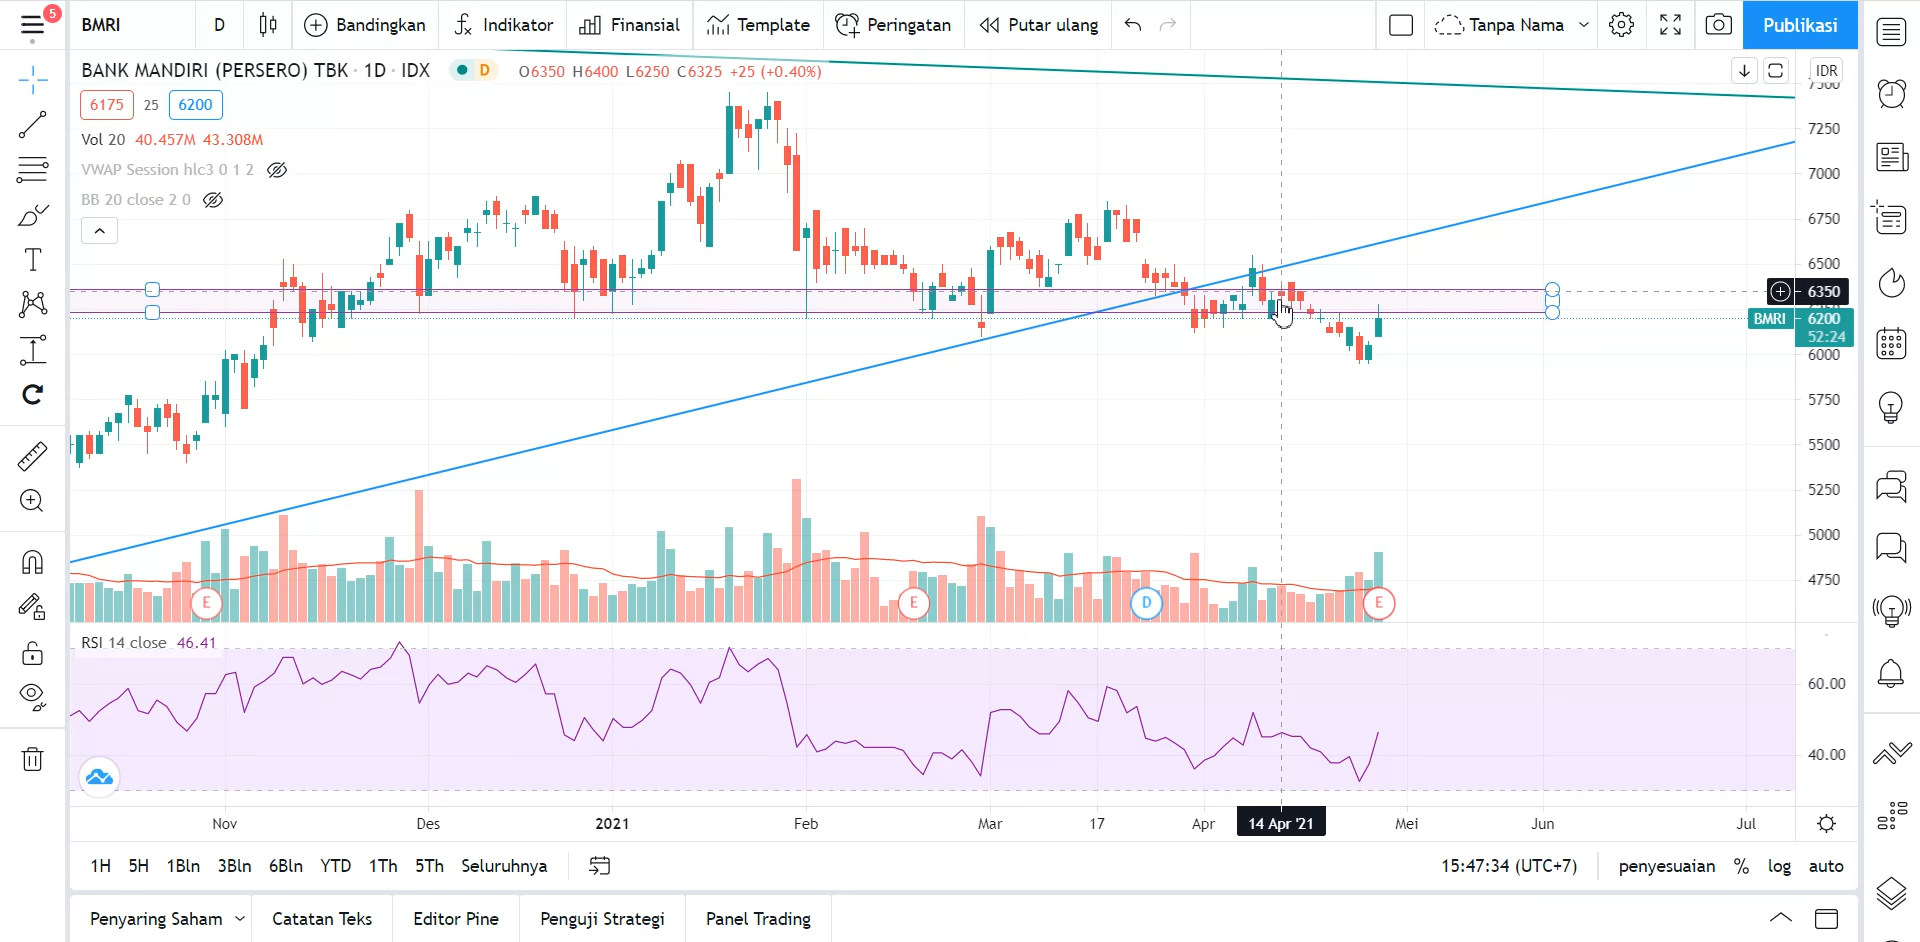 5
BMRI D Bandingkan Indikator Finansial Template Peringatan Putar ulang Tanpa Nama Publikasi
BANK MANDIRI (PERSERO) TBK · 1D · IDX D O6350 H6400 L6250 C6325 +25 (+0.40%)
IDR
6175 25 6200
Vol 20 40.457M 43.308M
VWAP Session hlc3 0 1 2
BB 20 close 2 0
7500
7250
7000
6750
6500
6350
BMRI 6200
52:24
6000
5750
5500
5250
5000
4750
E E D E
RSI 14 close 46.41
60.00
40.00
Nov Des 2021 Feb Mar 17 Apr 14 Apr '21 Mei Jun Jul
1H 5H 1Bln 3Bln 6Bln YTD 1Th 5Th Seluruhnya 15:47:34 (UTC+7) penyesuaian % log auto
Penyaring Saham Catatan Teks Editor Pine Penguji Strategi Panel Trading